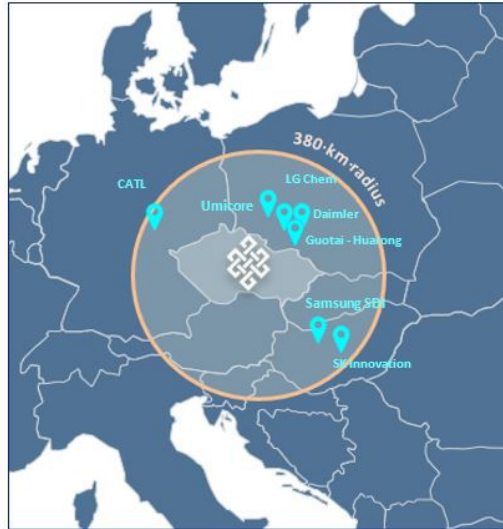 380·km·radius
CATL
LG Chem
Umicore
Daimler
Guotai - Huarong
Samsung SDI
SK Innovation